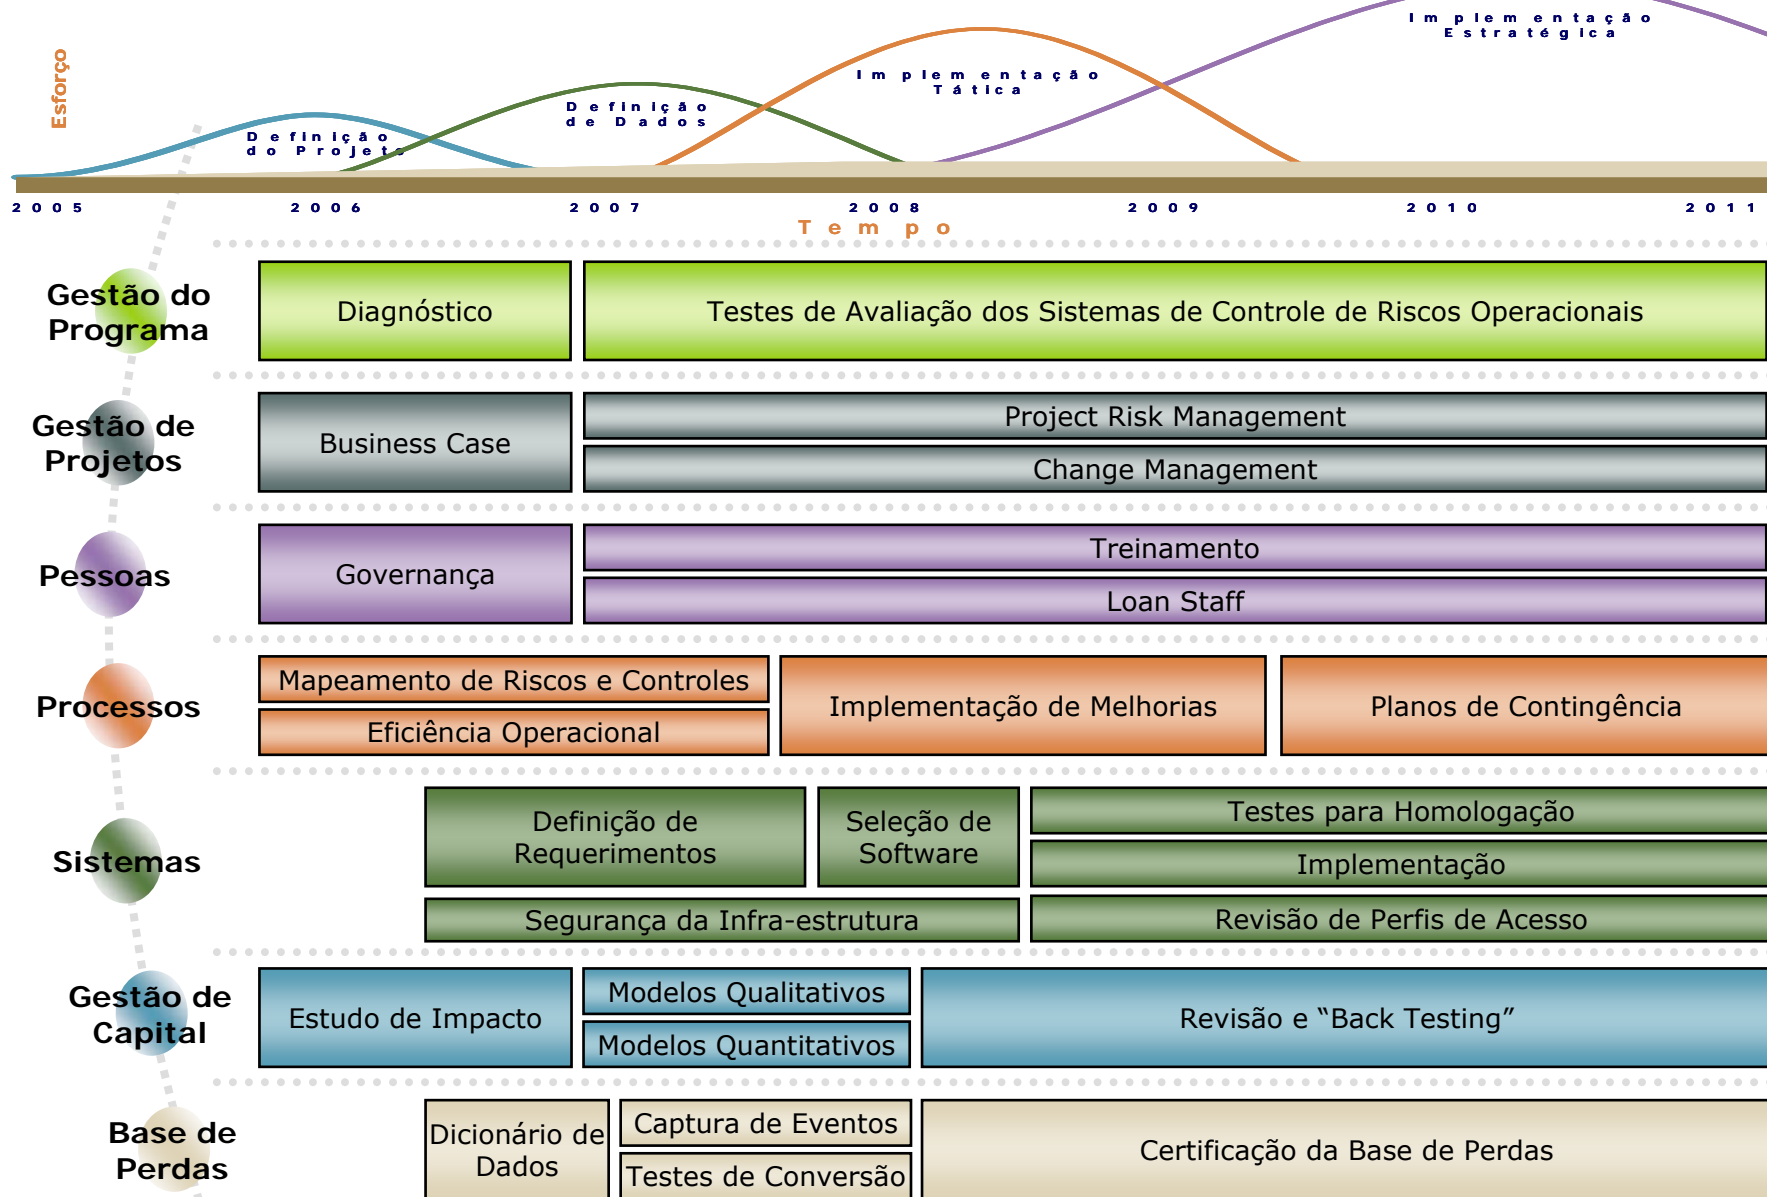 Esforço
Implementação
Estratégica
Implementação
Tática
Definição
de Dados
Definição
do Projeto
2005 2006 2007 2008 2009 2010 2011
Tempo
Gestão do
Programa
Diagnóstico
Testes de Avaliação dos Sistemas de Controle de Riscos Operacionais
Gestão de
Projetos
Business Case
Project Risk Management
Change Management
Pessoas
Governança
Treinamento
Loan Staff
Processos
Mapeamento de Riscos e Controles
Eficiência Operacional
Implementação de Melhorias
Planos de Contingência
Sistemas
Definição de
Requerimentos
Seleção de
Software
Testes para Homologação
Implementação
Segurança da Infra-estrutura
Revisão de Perfis de Acesso
Gestão de
Capital
Estudo de Impacto
Modelos Qualitativos
Modelos Quantitativos
Revisão e “Back Testing”
Base de
Perdas
Dicionário de
Dados
Captura de Eventos
Testes de Conversão
Certificação da Base de Perdas